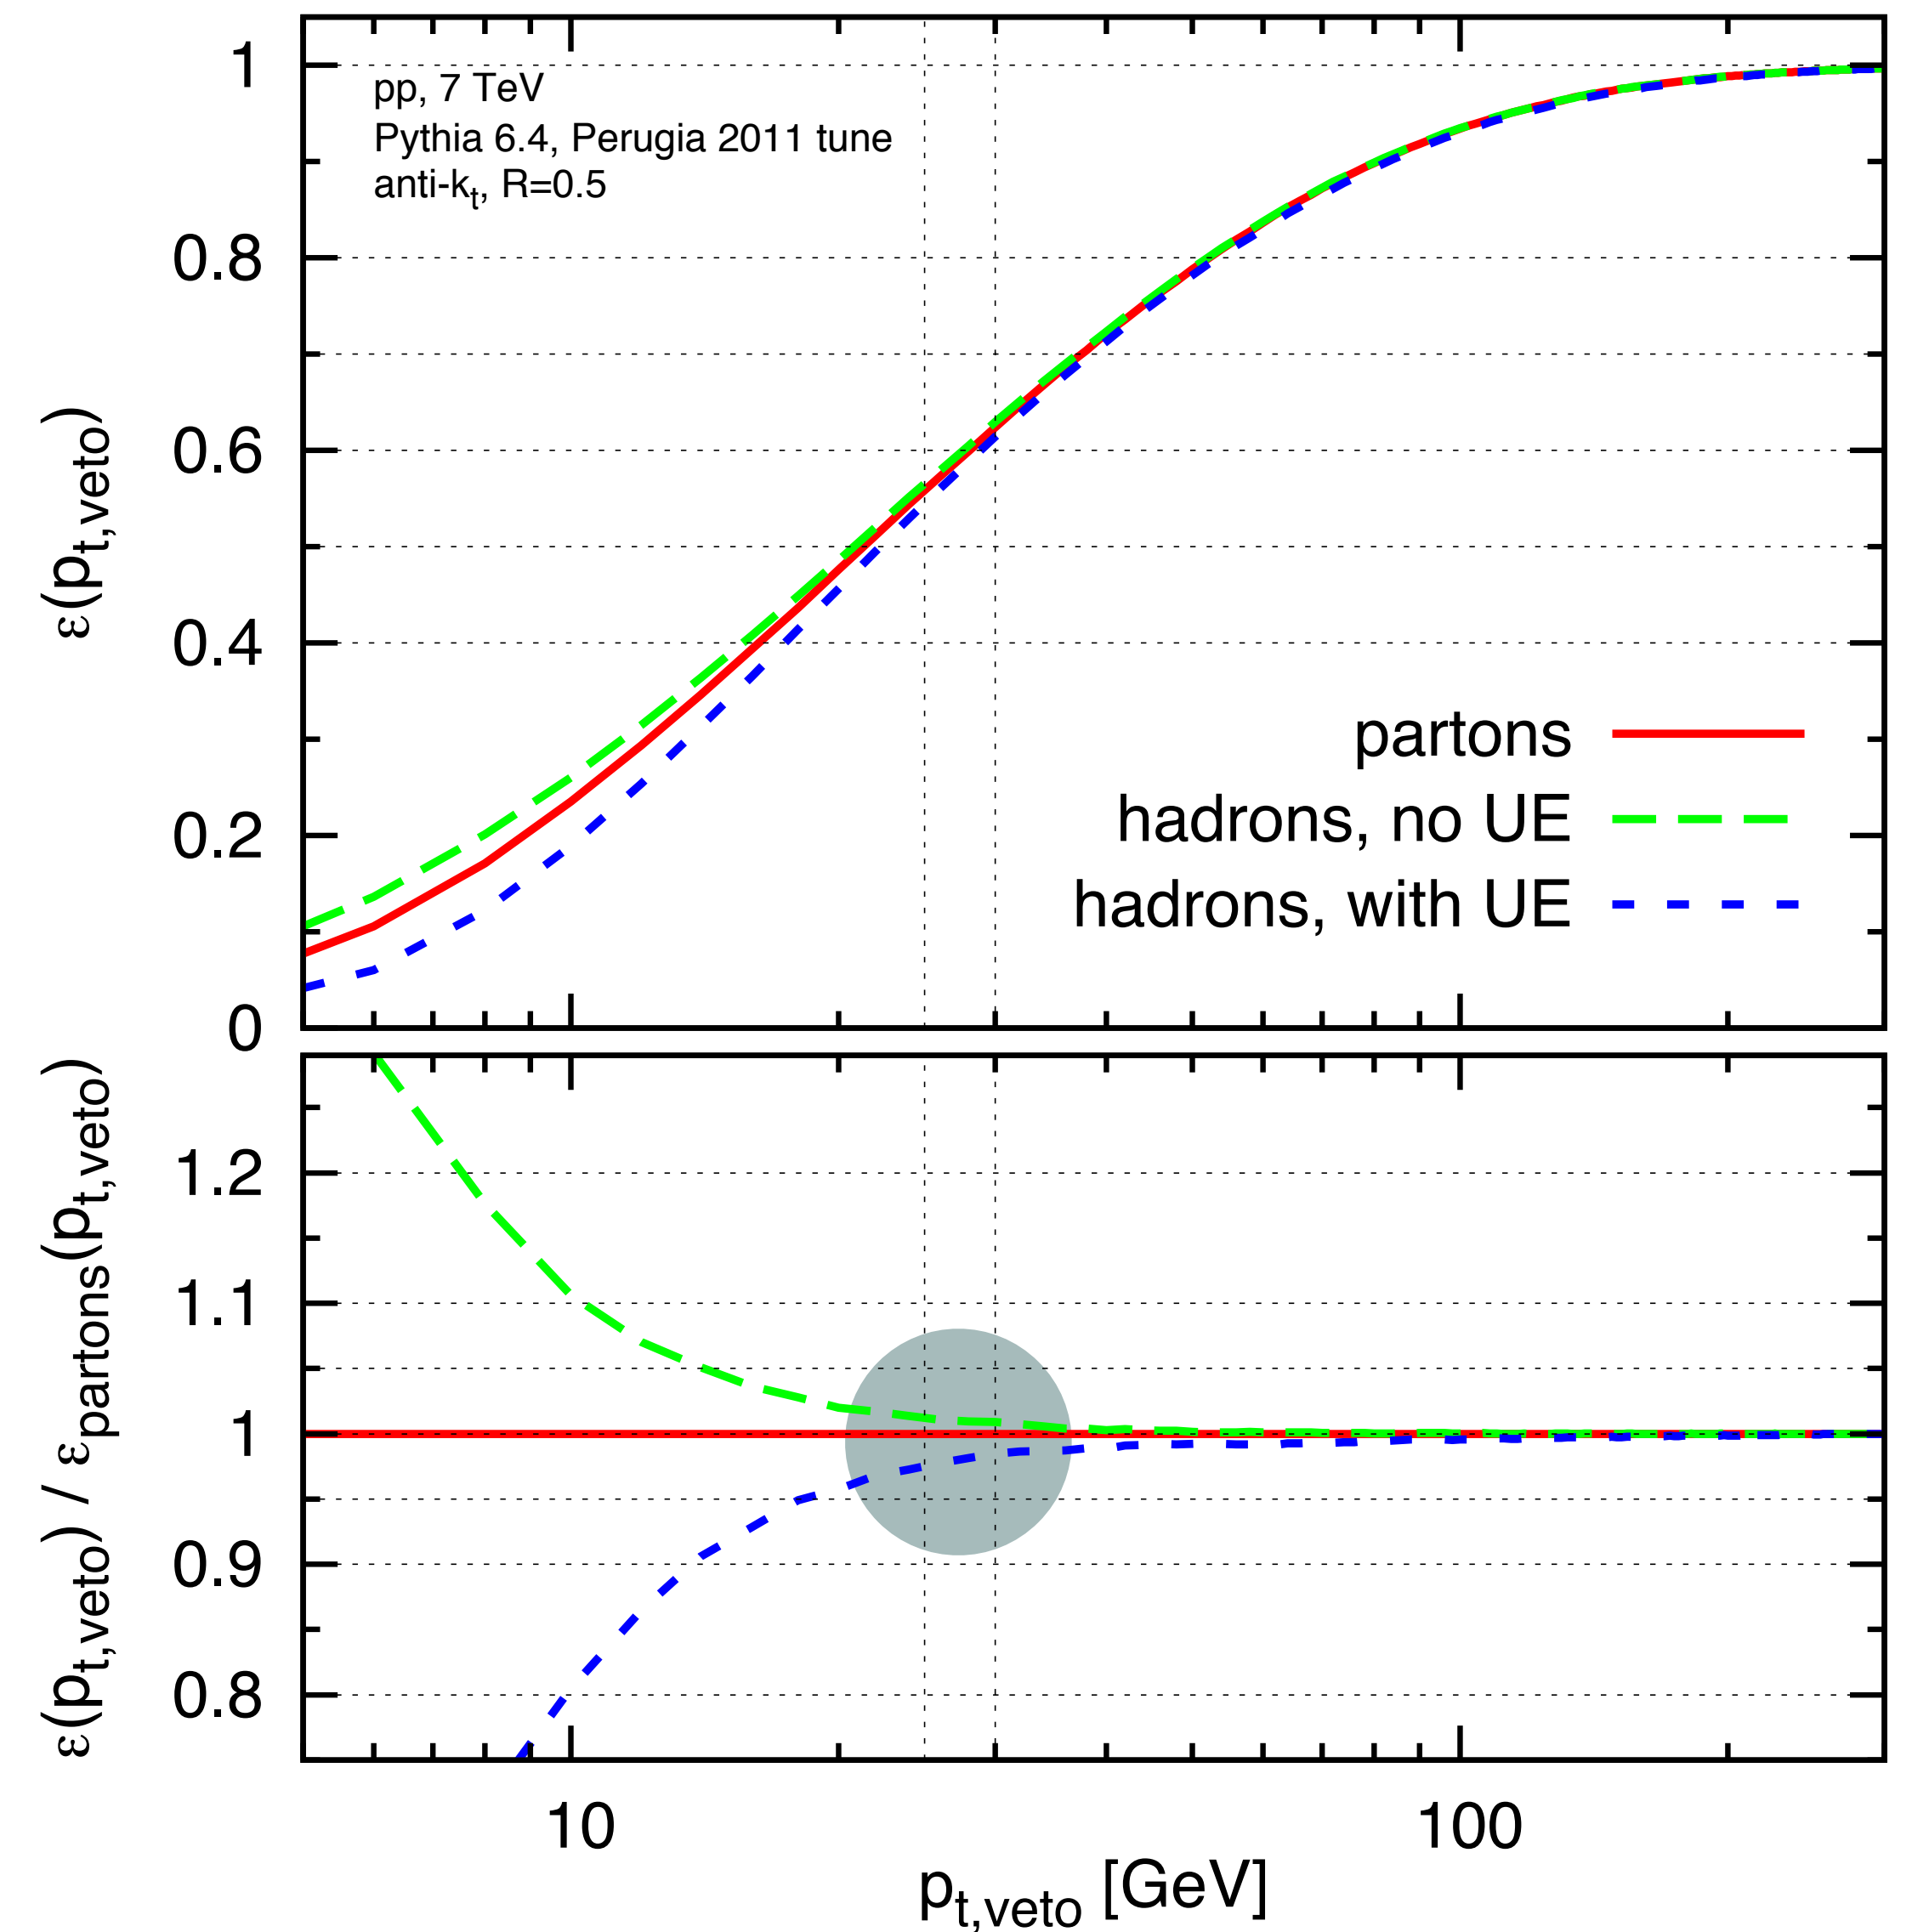 1
0.8
0.6
0.4
0.2
0
ε(pt,veto)
pp, 7 TeV
Pythia 6.4, Perugia 2011 tune
anti-kt, R=0.5
partons
hadrons, no UE
hadrons, with UE
1.2
1.1
1
0.9
0.8
ε(pt,veto) / εpartons(pt,veto)
10
100
pt,veto [GeV]